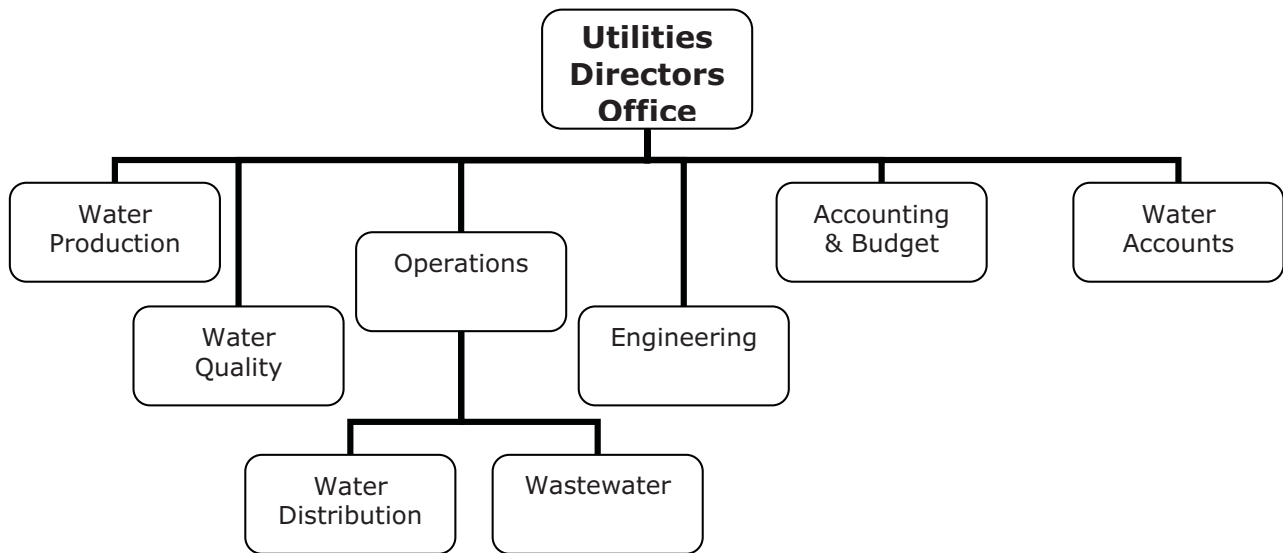 Utilities
Directors
Office
Water
Production
Water
Quality
Operations
Engineering
Accounting
& Budget
Water
Accounts
Water
Distribution
Wastewater